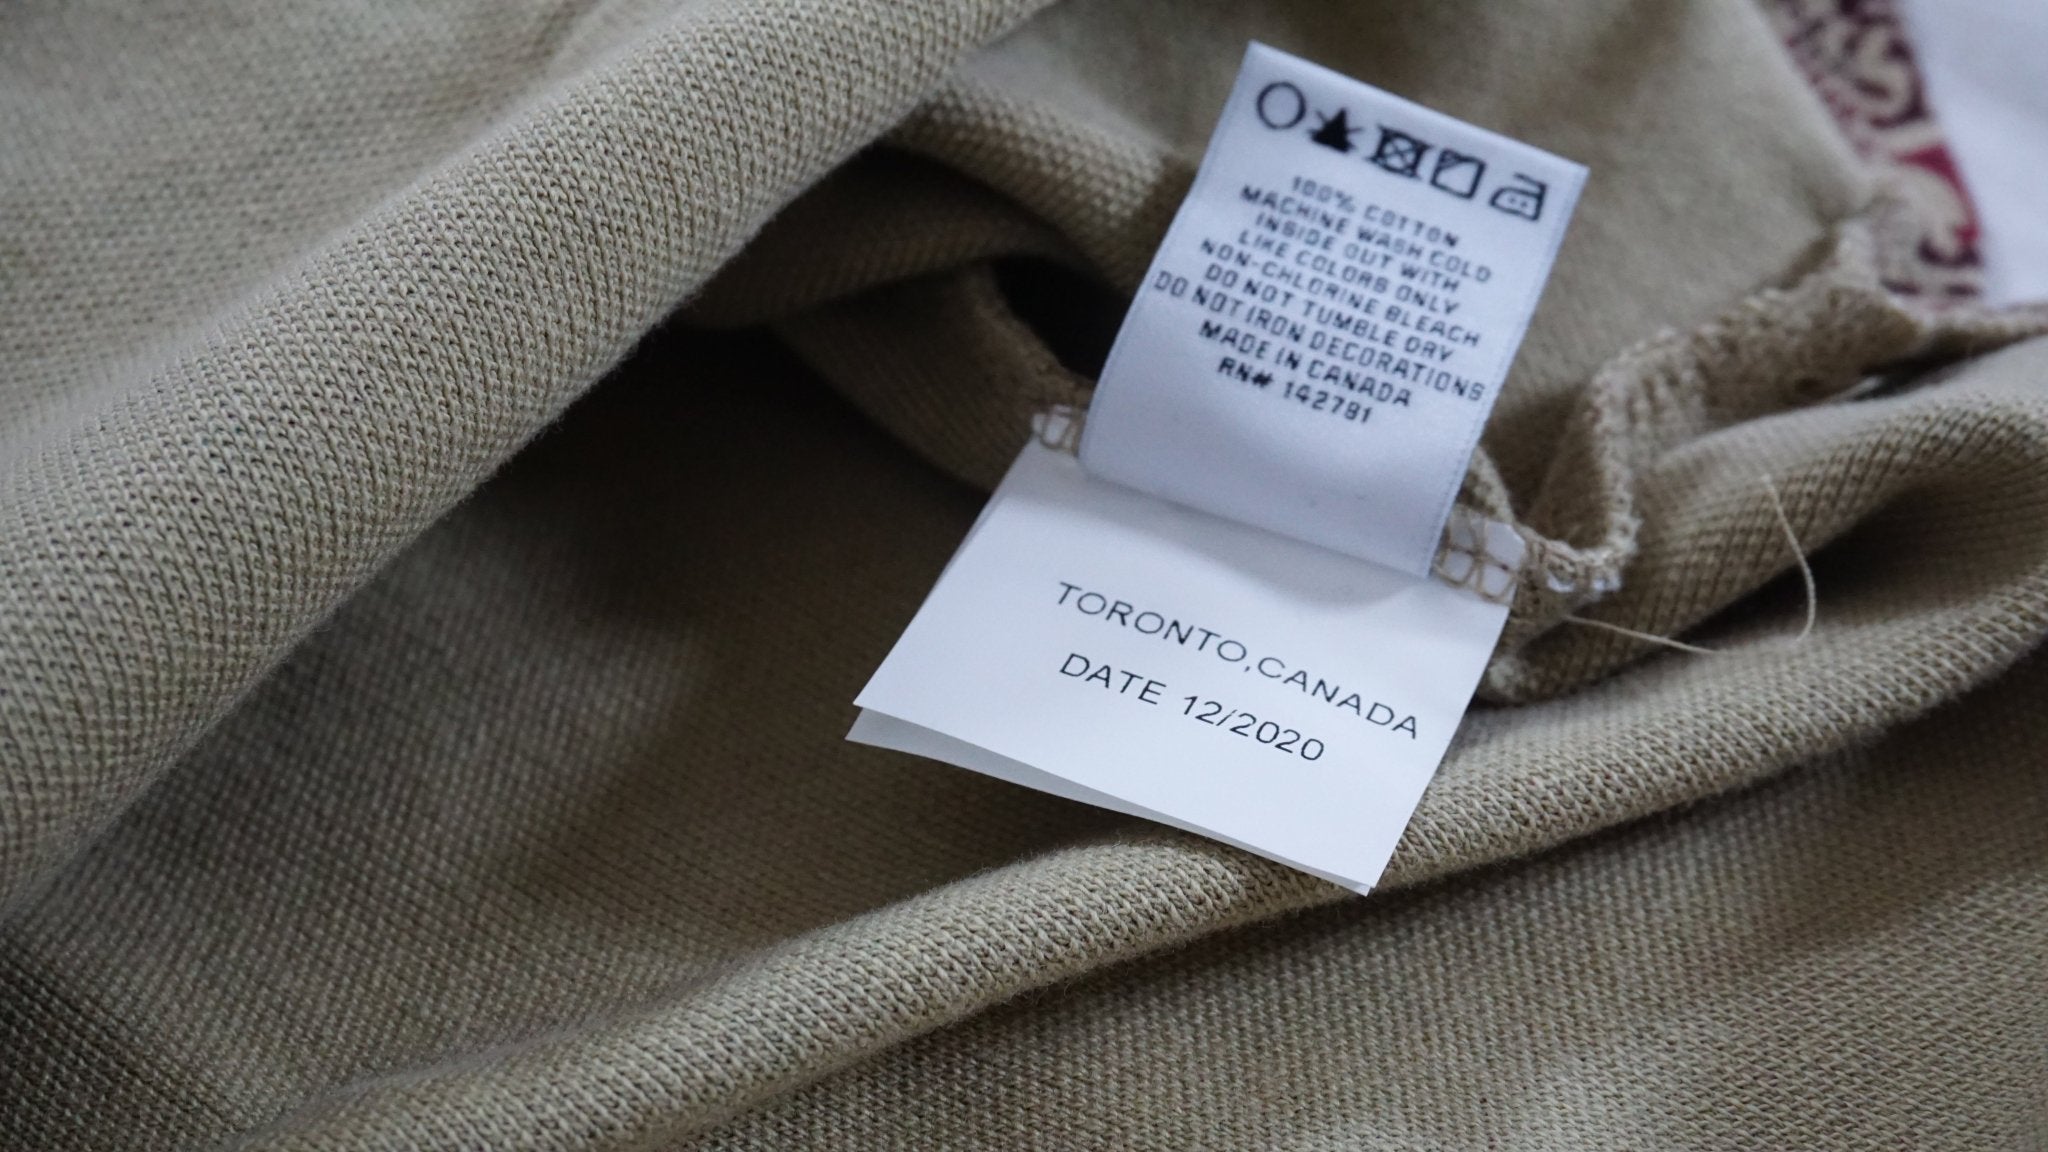 100% COTTON
MACHINE WASH COLD
INSIDE OUT WITH
LIKE COLORS ONLY
NON-CHLORINE BLEACH
DO NOT TUMBLE DRY
DO NOT IRON DECORATIONS
MADE IN CANADA
RN# 142781
TORONTO,CANADA
DATE 12/2020